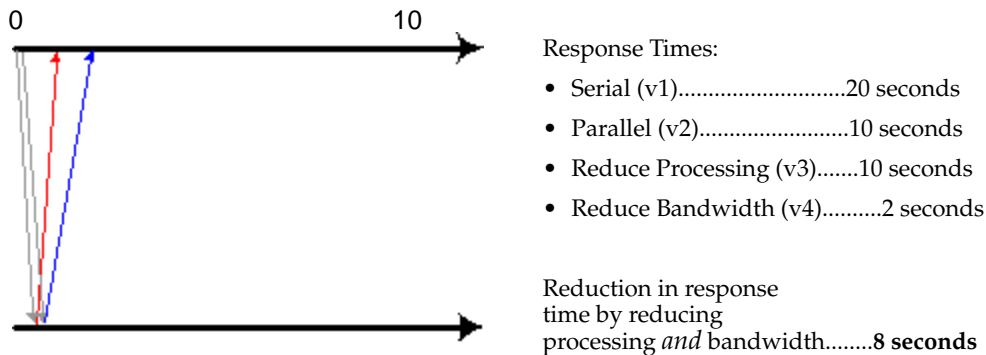 0 10
Response Times:
• Serial (v1)............................20 seconds
• Parallel (v2).........................10 seconds
• Reduce Processing (v3).......10 seconds
• Reduce Bandwidth (v4)..........2 seconds
Reduction in response
time by reducing
processing and bandwidth........8 seconds